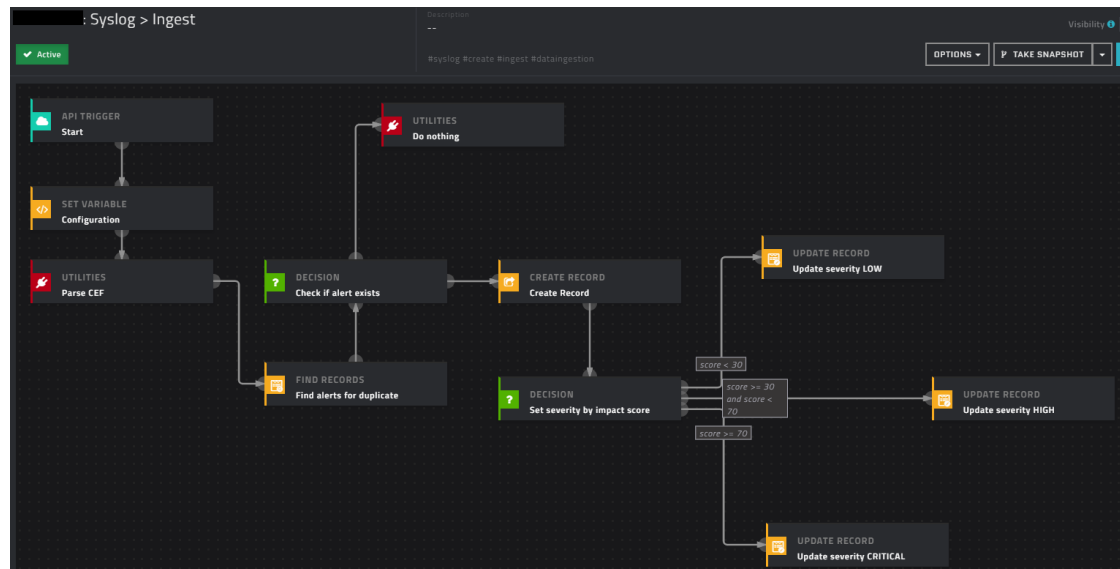 : Syslog > Ingest
Description
--
Visibility
Active
#syslog #create #ingest #dataingestion
OPTIONS
TAKE SNAPSHOT
API TRIGGER
Start
UTILITIES
Do nothing
SET VARIABLE
Configuration
UTILITIES
Parse CEF
DECISION
Check if alert exists
CREATE RECORD
Create Record
UPDATE RECORD
Update severity LOW
FIND RECORDS
Find alerts for duplicate
DECISION
Set severity by impact score
score < 30
score >= 30
and score <
70
score >= 70
UPDATE RECORD
Update severity HIGH
UPDATE RECORD
Update severity CRITICAL